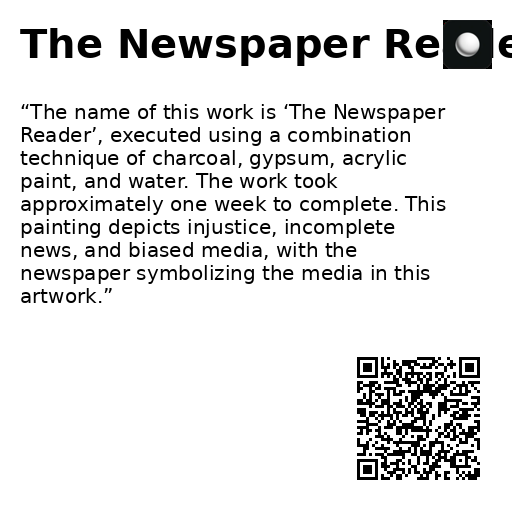 The Newspaper Re
“The name of this work is ‘The Newspaper
Reader’, executed using a combination
technique of charcoal, gypsum, acrylic
paint, and water. The work took
approximately one week to complete. This
painting depicts injustice, incomplete
news, and biased media, with the
newspaper symbolizing the media in this
artwork.”